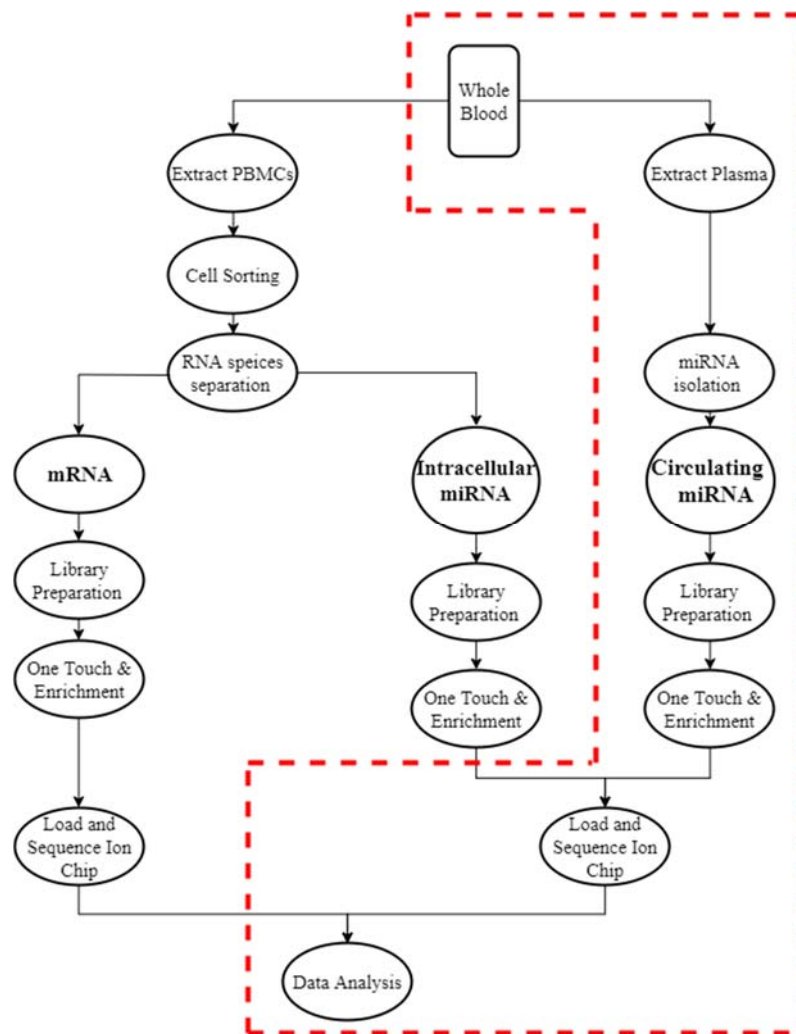 Whole
Blood
Extract PBMCs
Extract Plasma
Cell Sorting
RNA speices
separation
miRNA
isolation
mRNA
Intracellular
miRNA
Circulating
miRNA
Library
Preparation
Library
Preparation
Library
Preparation
One Touch &
Enrichment
One Touch &
Enrichment
One Touch &
Enrichment
Load and
Sequence Ion
Chip
Load and
Sequence Ion
Chip
Data Analysis